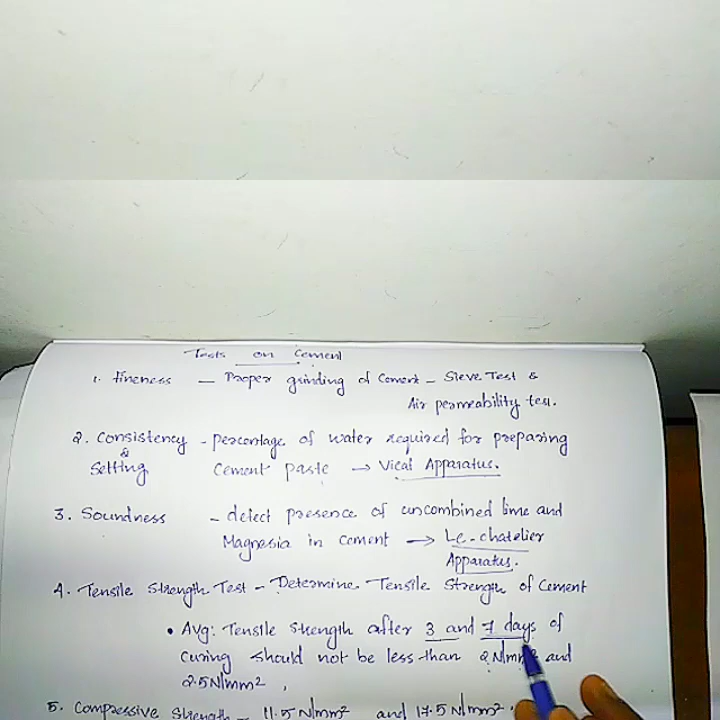 Tests on Cement
1. Fineness – Proper grinding of Cement – Sieve Test &
Air permeability test.
2. Consistency – percentage of water required for preparing
&
Setting Cement paste → Vicat Apparatus.
3. Soundness – detect presence of uncombined lime and
Magnesia in cement → Le-chatelier
Apparatus.
4. Tensile Strength Test – Determine Tensile Strength of Cement
• Avg: Tensile Strength after 3 and 7 days of
Curing should not be less than 2 N/mm2 and
2.5 N/mm2,
5. Compressive Strength – 11.5 N/mm2 and 17.5 N/mm2.